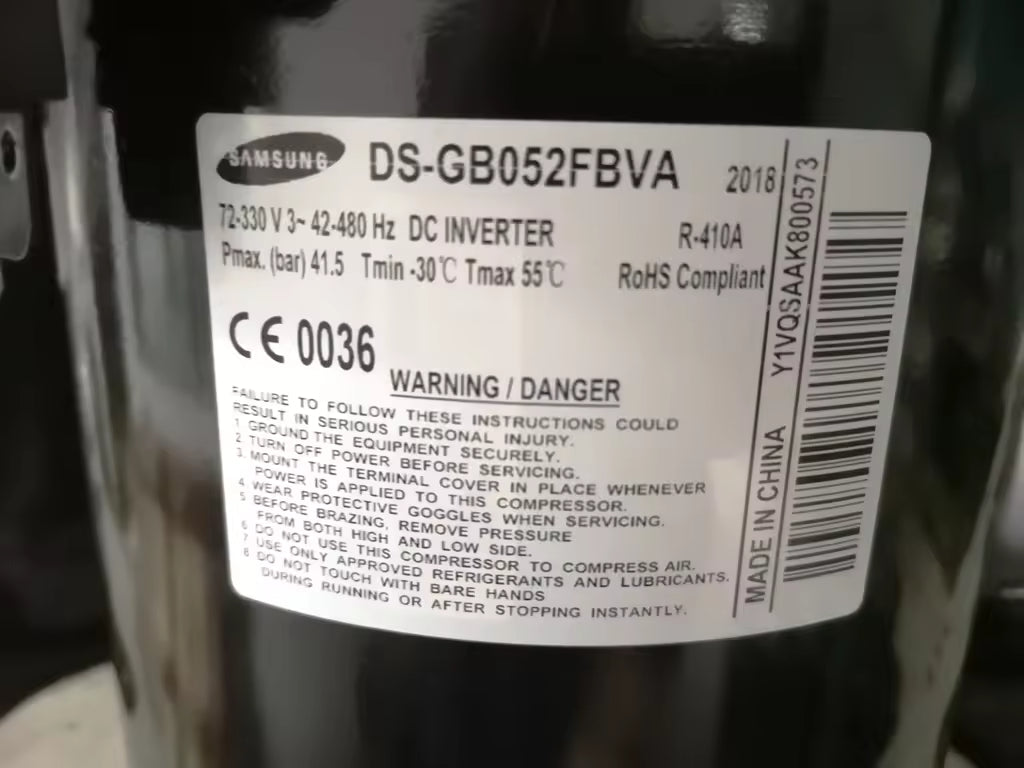 SAMSUNG DS-GB052FBVA 2018
72-330 V 3~ 42-480 Hz DC INVERTER R-410A
Pmax. (bar) 41.5 Tmin -30℃ Tmax 55℃ RoHS Compliant
CE 0036
WARNING / DANGER
FAILURE TO FOLLOW THESE INSTRUCTIONS COULD
RESULT IN SERIOUS PERSONAL INJURY.
1. GROUND THE EQUIPMENT SECURELY.
2. TURN OFF POWER BEFORE SERVICING.
3. MOUNT THE TERMINAL COVER IN PLACE WHENEVER
POWER IS APPLIED TO THIS COMPRESSOR.
4. WEAR PROTECTIVE GOGGLES WHEN SERVICING.
5. BEFORE BRAZING, REMOVE PRESSURE
FROM BOTH HIGH AND LOW SIDE.
6. DO NOT USE THIS COMPRESSOR TO COMPRESS AIR.
7. USE ONLY APPROVED REFRIGERANTS AND LUBRICANTS.
8. DO NOT TOUCH WITH BARE HANDS
DURING RUNNING OR AFTER STOPPING INSTANTLY.
MADE IN CHINA Y1VQSAAK800573